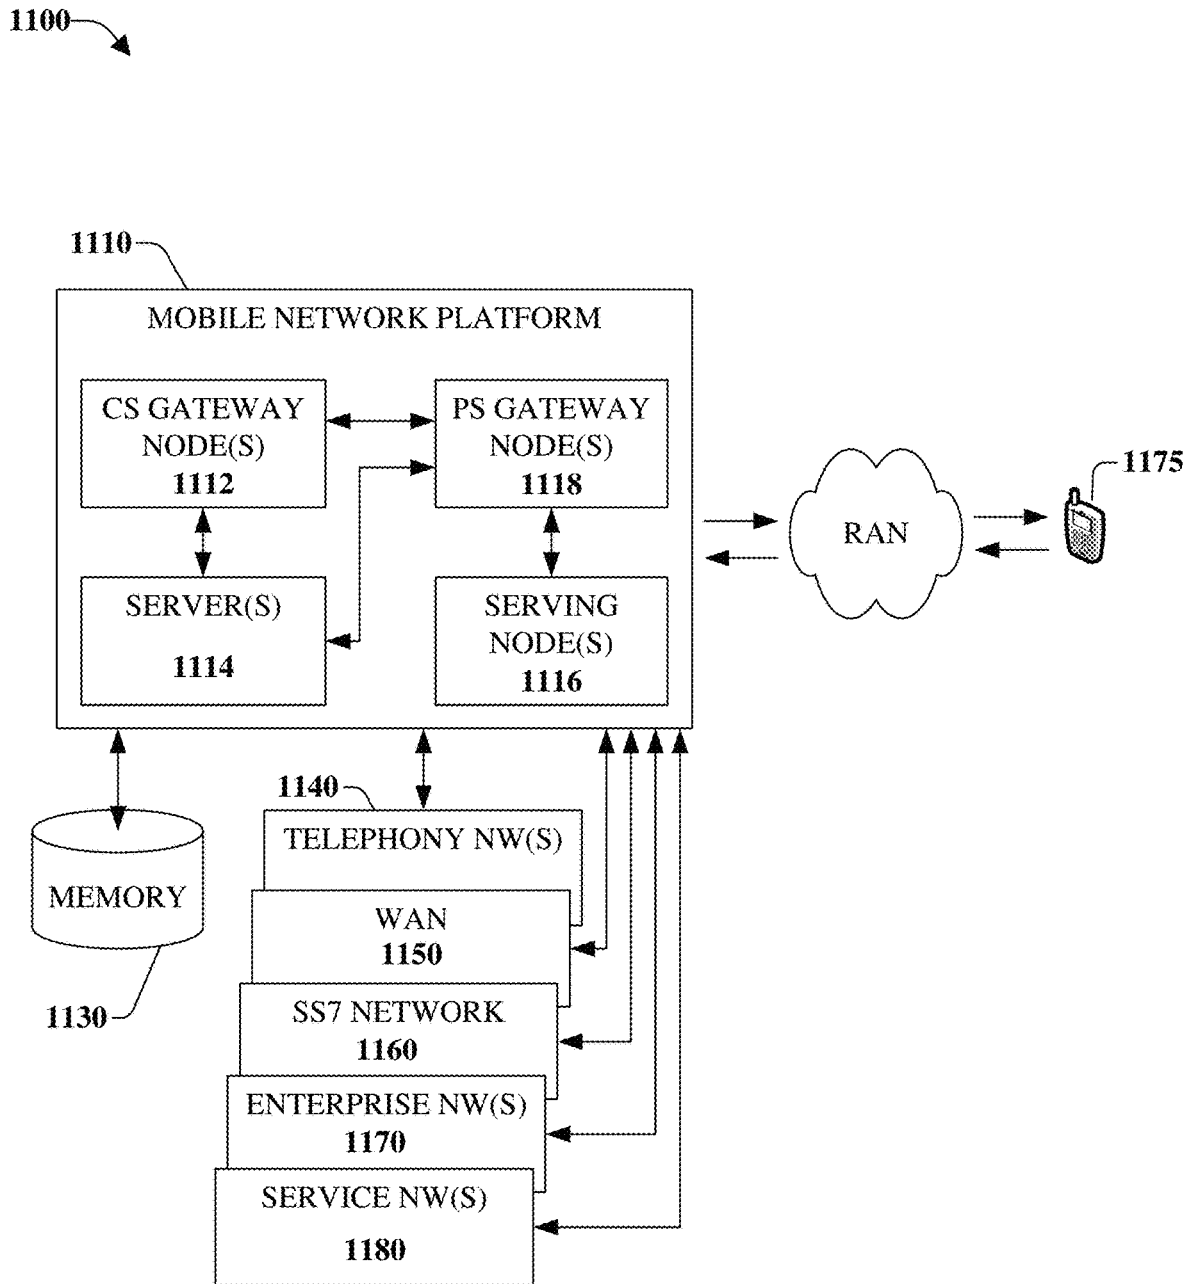 1100
1110
MOBILE NETWORK PLATFORM
CS GATEWAY
NODE(S)
1112
PS GATEWAY
NODE(S)
1118
SERVER(S)
1114
SERVING
NODE(S)
1116
RAN
1175
1140
TELEPHONY NW(S)
MEMORY
1130
WAN
1150
SS7 NETWORK
1160
ENTERPRISE NW(S)
1170
SERVICE NW(S)
1180